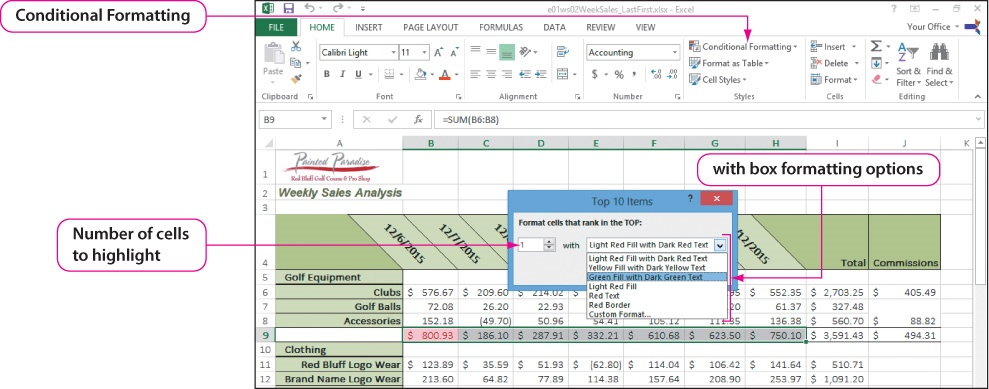 Conditional Formatting
e01ws02WeekSales_LastFirst.xlsx - Excel
FILE HOME INSERT PAGE LAYOUT FORMULAS DATA REVIEW VIEW Your Office
Calibri Light 11 Accounting Conditional Formatting Insert
Paste Format as Table Delete Sort & Find &
B I U A $ % , Cell Styles Format Filter Select
Clipboard Font Alignment Number Styles Cells Editing
B9 fx =SUM(B6:B8)
A B C D E F G H I J K
1 Painted Paradise
Red Bluff Golf Course & Pro Shop
with box formatting options
2 Weekly Sales Analysis
3
Top 10 Items ?
Format cells that rank in the TOP:
Number of cells
to highlight
1 with Light Red Fill with Dark Red Text
Light Red Fill with Dark Red Text
Yellow Fill with Dark Yellow Text
Green Fill with Dark Green Text
Light Red Fill
Red Text
Red Border
Custom Format...
4 12/6/2015 12/7/2015 Total Commissions
5 Golf Equipment
6 Clubs $ 576.67 $ 209.60 $ 214.02 $ 552.35 $ 2,703.25 $ 405.49
7 Golf Balls 72.08 26.20 22.93 61.37 $ 327.48
8 Accessories 152.18 (49.70) 50.96 54.41 105.12 111.35 136.38 $ 560.70 $ 88.82
9 $ 800.93 $ 186.10 $ 287.91 $ 332.21 $ 610.68 $ 623.50 $ 750.10 $ 3,591.43 $ 494.31
10 Clothing
11 Red Bluff Logo Wear $ 123.89 $ 35.59 $ 51.93 $ (62.80) $ 114.04 $ 106.42 $ 141.64 $ 510.71
12 Brand Name Logo Wear 213.60 64.82 77.89 114.38 157.64 208.90 253.97 $ 1,091.20